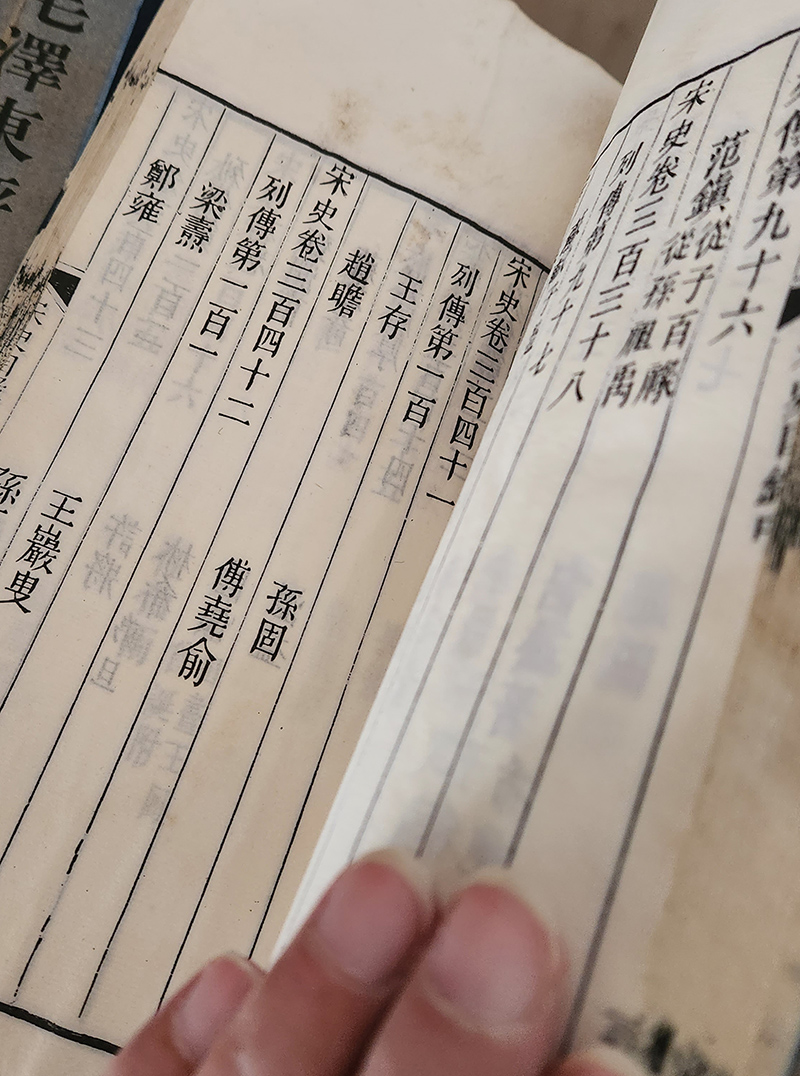 列傳第九十六
范鎮從子百祿
從孫祖禹
宋史卷三百三十八
列傳第九十七
宋史卷三百四十一
列傳第一百
王存 孫固
趙瞻 傅堯俞
宋史卷三百四十二
列傳第一百一
梁燾 王巖叟
鄭雍 孫
毛澤東